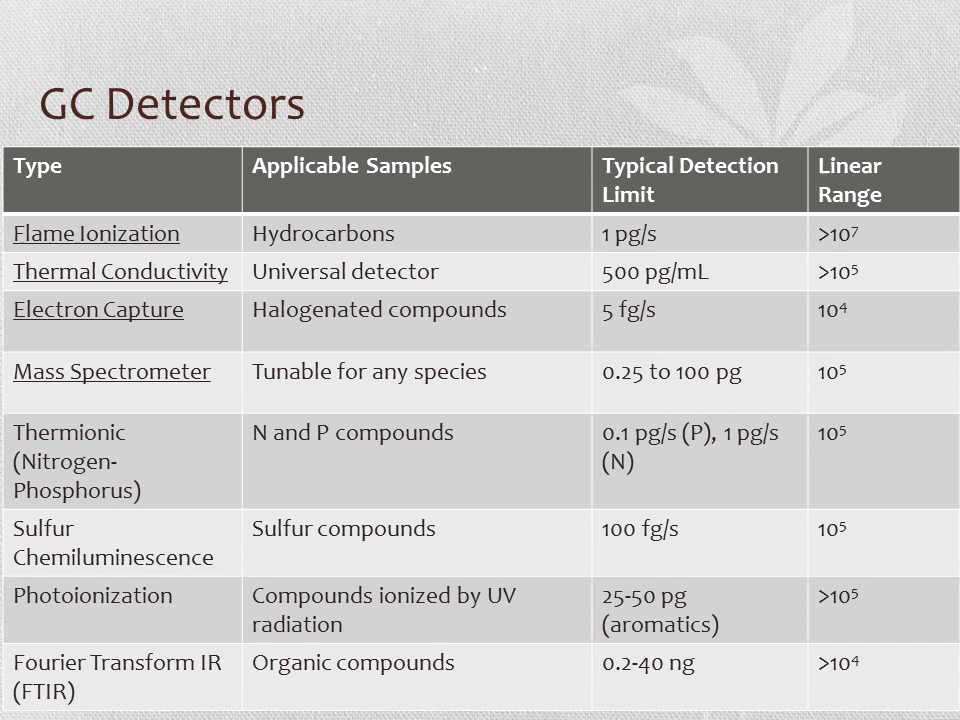 GC Detectors
Type Applicable Samples Typical Detection Limit Linear Range
Flame Ionization Hydrocarbons 1 pg/s >10⁷
Thermal Conductivity Universal detector 500 pg/mL >10⁵
Electron Capture Halogenated compounds 5 fg/s 10⁴
Mass Spectrometer Tunable for any species 0.25 to 100 pg 10⁵
Thermionic (Nitrogen-Phosphorus) N and P compounds 0.1 pg/s (P), 1 pg/s (N) 10⁵
Sulfur Chemiluminescence Sulfur compounds 100 fg/s 10⁵
Photoionization Compounds ionized by UV radiation 25-50 pg (aromatics) >10⁵
Fourier Transform IR (FTIR) Organic compounds 0.2-40 ng >10⁴